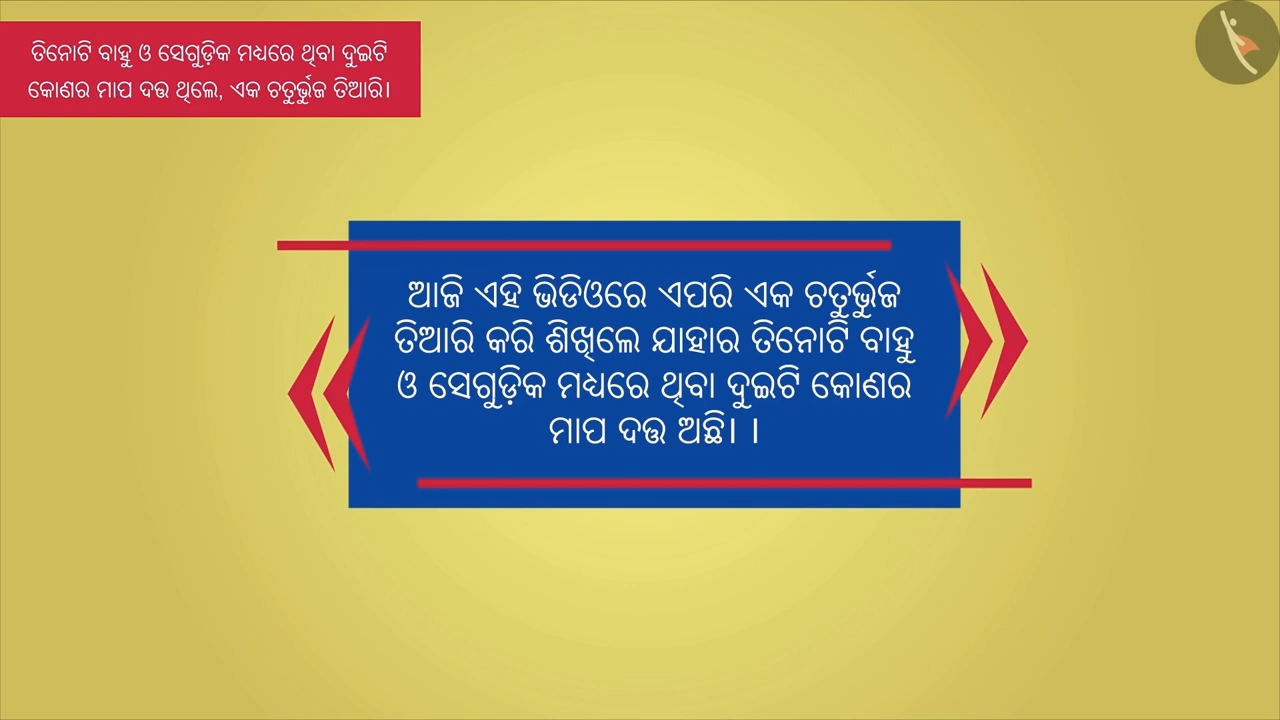 ତିନୋଟି ବାହୁ ଓ ସେଗୁଡ଼ିକ ମଧ୍ୟରେ ଥିବା ଦୁଇଟି
କୋଣର ମାପ ଦତ୍ତ ଥିଲେ, ଏକ ଚତୁର୍ଭୁଜ ତିଆରି।
ଆଜି ଏହି ଭିଡିଓରେ ଏପରି ଏକ ଚତୁର୍ଭୁଜ
ତିଆରି କରି ଶିଖିଲେ ଯାହାର ତିନୋଟି ବାହୁ
ଓ ସେଗୁଡ଼ିକ ମଧ୍ୟରେ ଥିବା ଦୁଇଟି କୋଣର
ମାପ ଦତ୍ତ ଅଛି। ।